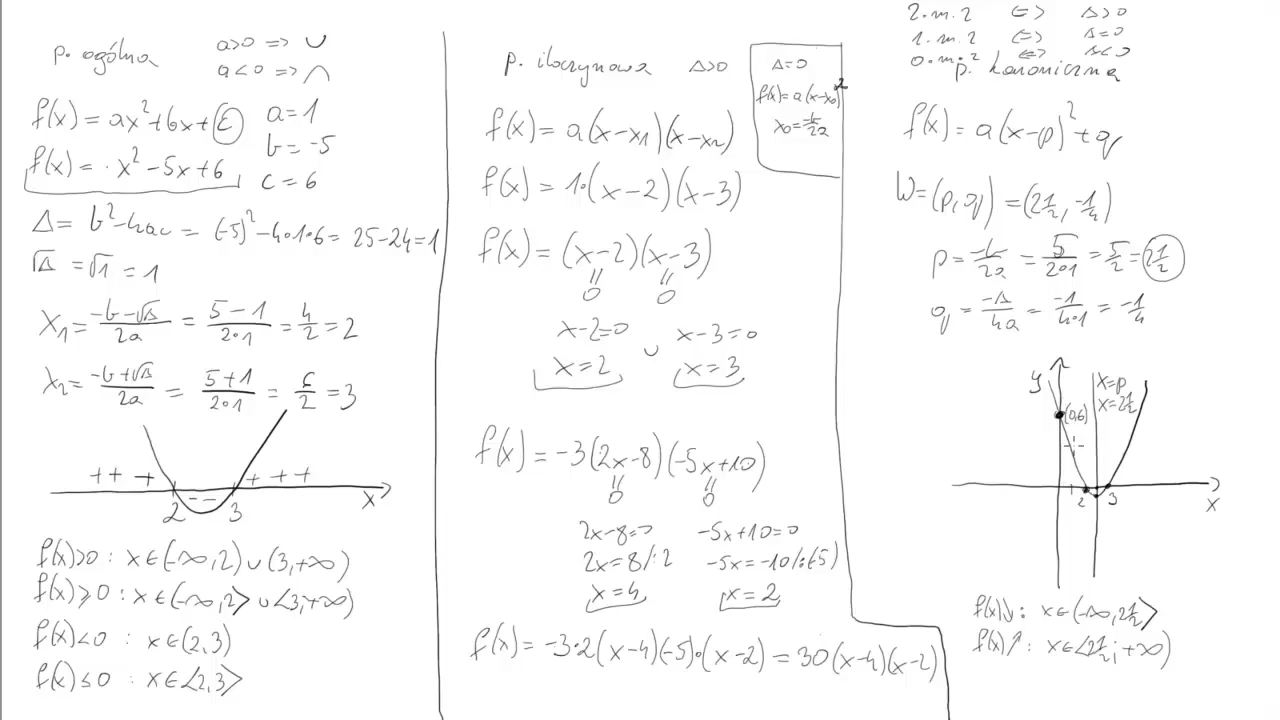 p. ogólna
a>0 => ∪
a<0 => ∩
f(x) = ax²+bx+c
a=1
f(x) = x²-5x+6
b=-5
c=6
Δ = b²-4ac = (-5)²-4·1·6 = 25-24=1
√Δ = √1 = 1
x₁ = (-b-√Δ)/2a = (5-1)/2·1 = 4/2 = 2
x₂ = (-b+√Δ)/2a = (5+1)/2·1 = 6/2 = 3
+ + + - - + + +
2 3 x
f(x)>0 : x∈(-∞,2)∪(3,+∞)
f(x)⩾0 : x∈(-∞,2>∪<3,+∞)
f(x)<0 : x∈(2,3)
f(x)≤0 : x∈<2,3>
p. iloczynowa Δ>0
Δ=0
f(x)=a(x-x₀)²
x₀=-b/2a
f(x) = a(x-x₁)(x-x₂)
f(x) = 1·(x-2)(x-3)
f(x) = (x-2)(x-3)
= =
0 0
x-2=0 ∪ x-3=0
x=2 x=3
f(x) = -3(2x-8)(-5x+10)
= =
0 0
2x-8=0 -5x+10=0
2x=8/:2 -5x=-10/:(-5)
x=4 x=2
f(x) = -3·2(x-4)(-5)·(x-2) = 30(x-4)(x-2)
2.m.z <=> Δ>0
1.m.z <=> Δ=0
0.m.z <=> Δ<0
p. kanoniczna
f(x) = a(x-p)²+q
W=(p,q)=(2½,-¼)
p = -b/2a = 5/2·1 = 5/2 = 2½
q = -Δ/4a = -1/4·1 = -¼
y
x=p
x=2½
(0,6)
2 3 x
f(x)↓: x∈(-∞,2½>
f(x)↗: x∈<2½;+∞)